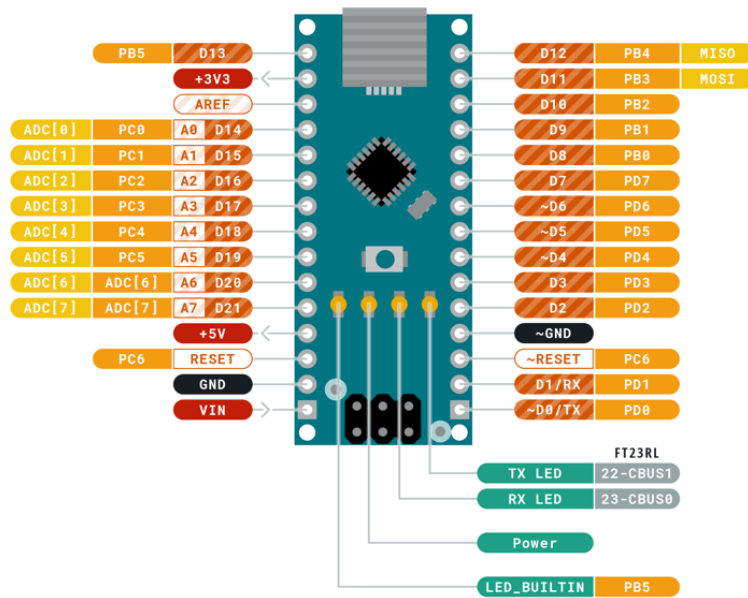 PB5 D13 D12 PB4 MISO
+3V3 D11 PB3 MOSI
AREF D10 PB2
ADC[0] PC0 A0 D14 D9 PB1
ADC[1] PC1 A1 D15 D8 PB0
ADC[2] PC2 A2 D16 D7 PD7
ADC[3] PC3 A3 D17 ~D6 PD6
ADC[4] PC4 A4 D18 ~D5 PD5
ADC[5] PC5 A5 D19 ~D4 PD4
ADC[6] ADC[6] A6 D20 D3 PD3
ADC[7] ADC[7] A7 D21 D2 PD2
+5V ~GND
PC6 RESET ~RESET PC6
GND D1/RX PD1
VIN ~D0/TX PD0
FT23RL
TX LED 22-CBUS1
RX LED 23-CBUS0
Power
LED_BUILTIN PB5